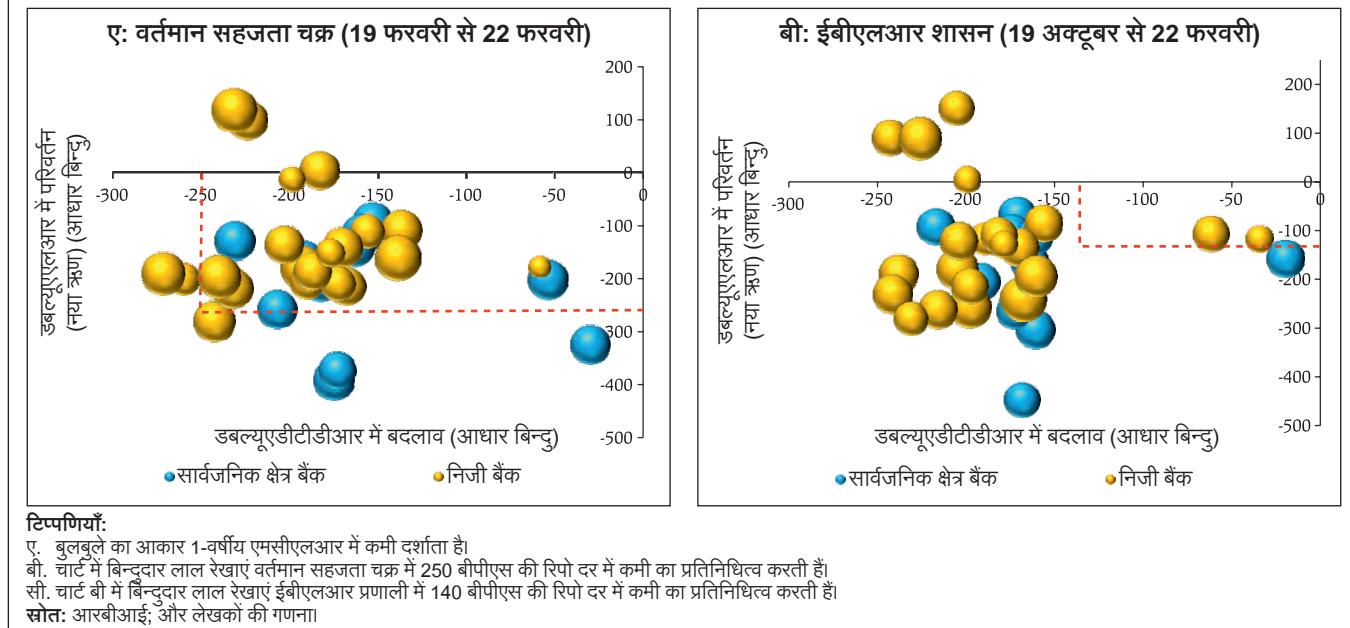 ए: वर्तमान सहजता चक्र (19 फरवरी से 22 फरवरी)
डबल्यूएएलआर में परिवर्तन
(नया ऋण) (आधार बिन्दु)
200
100
0
-300 -250 -200 -150 -100 -50 0
-100
-200
-300
-400
-500
डबल्यूएडीटीडीआर में बदलाव (आधार बिन्दु)
सार्वजनिक क्षेत्र बैंक निजी बैंक
बी: ईबीएलआर शासन (19 अक्टूबर से 22 फरवरी)
डबल्यूएएलआर में परिवर्तन
(नया ऋण) (आधार बिन्दु)
200
100
0
-300 -250 -200 -150 -100 -50 0
-100
-200
-300
-400
-500
डबल्यूएडीटीडीआर में बदलाव (आधार बिन्दु)
सार्वजनिक क्षेत्र बैंक निजी बैंक
टिप्पणियाँ:
ए. बुलबुले का आकार 1-वर्षीय एमसीएलआर में कमी दर्शाता है।
बी. चार्ट में बिन्दुदार लाल रेखाएं वर्तमान सहजता चक्र में 250 बीपीएस की रिपो दर में कमी का प्रतिनिधित्व करती हैं।
सी. चार्ट बी में बिन्दुदार लाल रेखाएं ईबीएलआर प्रणाली में 140 बीपीएस की रिपो दर में कमी का प्रतिनिधित्व करती हैं।
स्रोत: आरबीआई; और लेखकों की गणना।